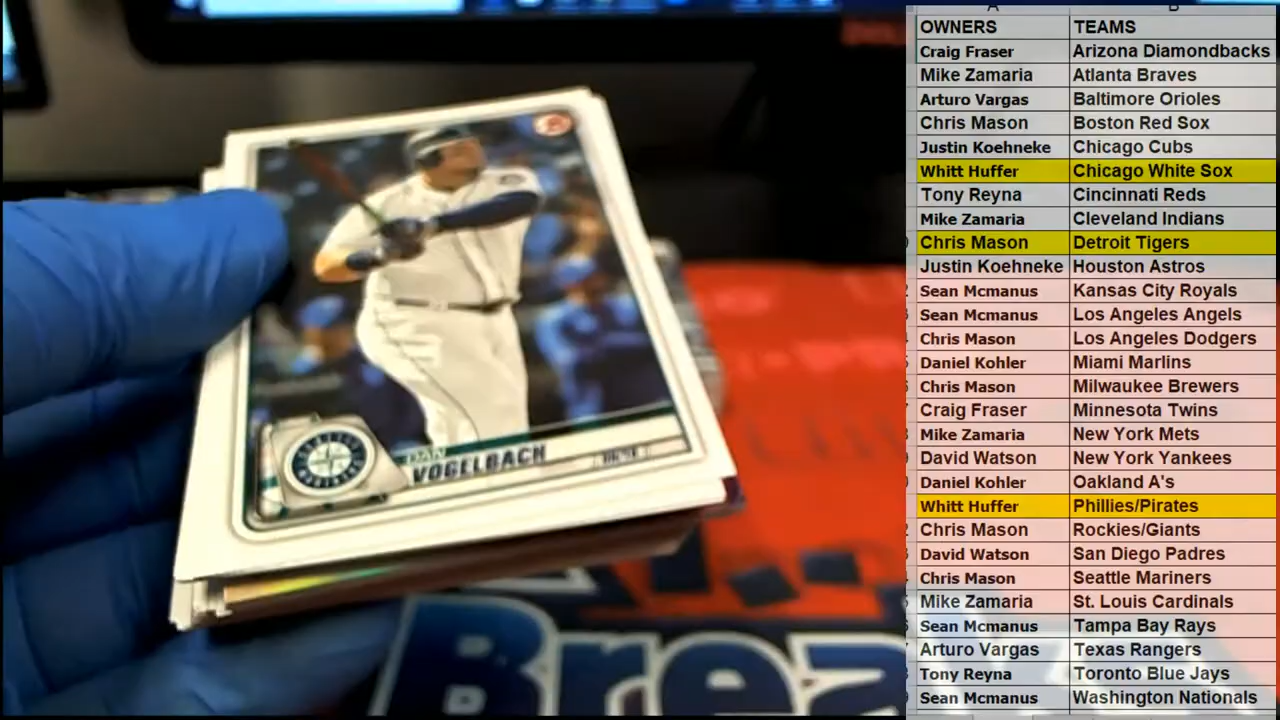 DAN
VOGELBACH
Brea
A B
OWNERS TEAMS
Craig Fraser Arizona Diamondbacks
Mike Zamaria Atlanta Braves
Arturo Vargas Baltimore Orioles
Chris Mason Boston Red Sox
Justin Koehneke Chicago Cubs
Whitt Huffer Chicago White Sox
Tony Reyna Cincinnati Reds
Mike Zamaria Cleveland Indians
Chris Mason Detroit Tigers
Justin Koehneke Houston Astros
Sean Mcmanus Kansas City Royals
Sean Mcmanus Los Angeles Angels
Chris Mason Los Angeles Dodgers
Daniel Kohler Miami Marlins
Chris Mason Milwaukee Brewers
Craig Fraser Minnesota Twins
Mike Zamaria New York Mets
David Watson New York Yankees
Daniel Kohler Oakland A's
Whitt Huffer Phillies/Pirates
Chris Mason Rockies/Giants
David Watson San Diego Padres
Chris Mason Seattle Mariners
Mike Zamaria St. Louis Cardinals
Sean Mcmanus Tampa Bay Rays
Arturo Vargas Texas Rangers
Tony Reyna Toronto Blue Jays
Sean Mcmanus Washington Nationals